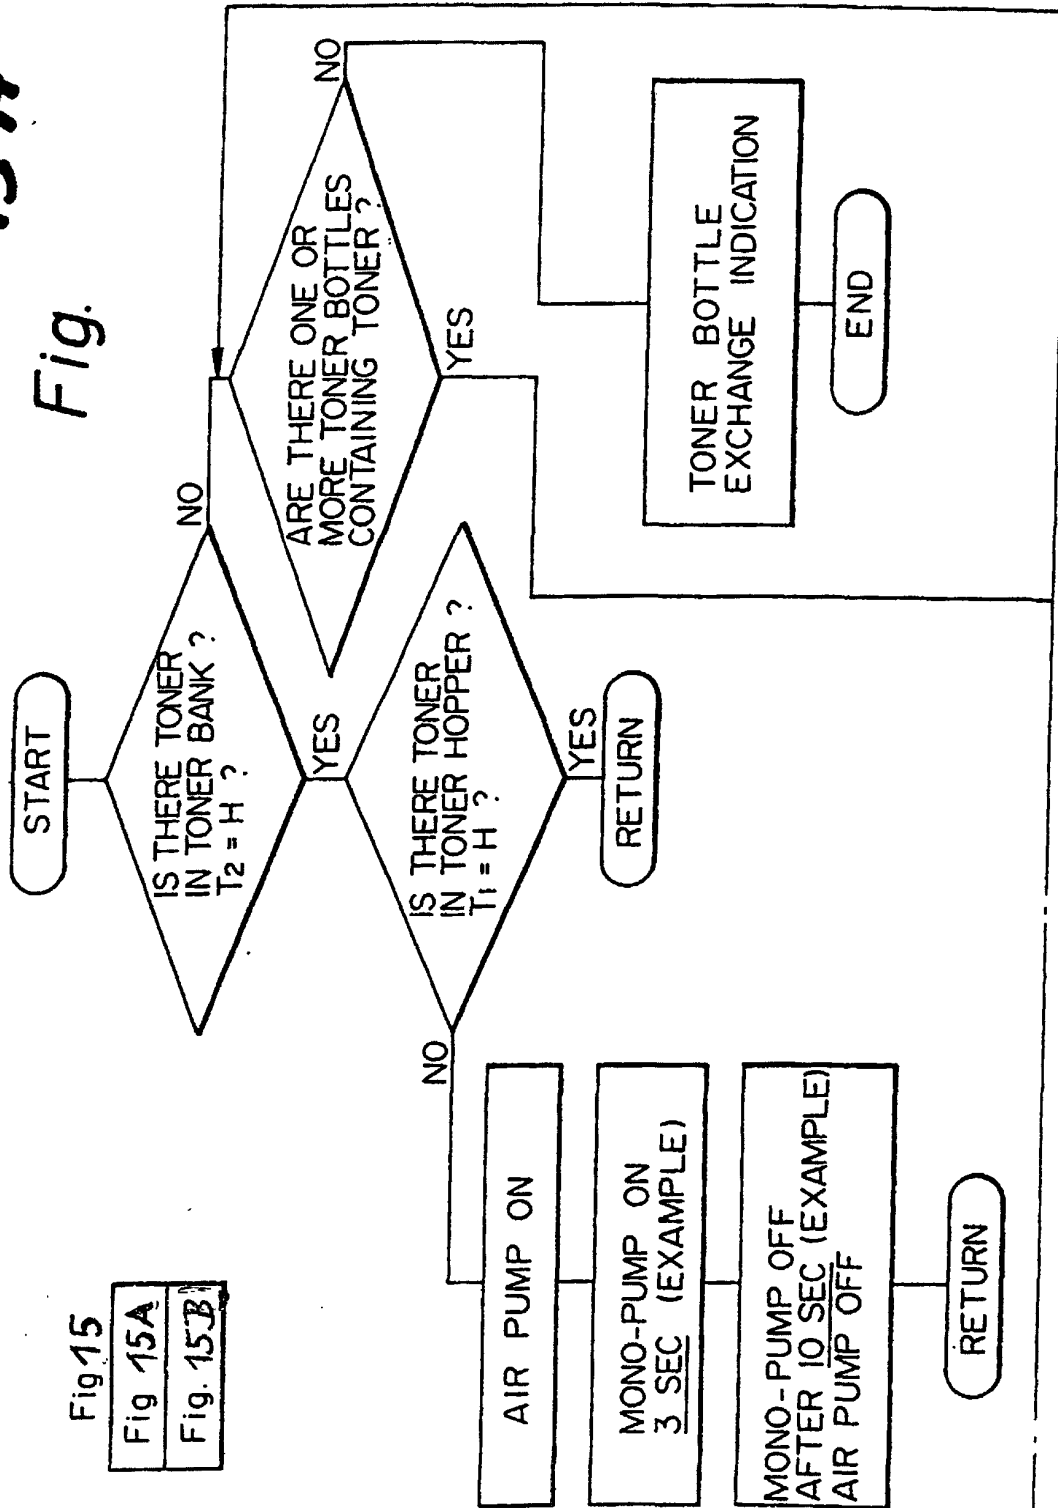 Fig.
Fig 15
Fig 15A
Fig. 15B
START
IS THERE TONER
IN TONER BANK ?
T2 = H ?
NO
YES
ARE THERE ONE OR
MORE TONER BOTTLES
CONTAINING TONER ?
NO
YES
IS THERE TONER
IN TONER HOPPER ?
T1 = H ?
NO
YES
RETURN
AIR PUMP ON
MONO-PUMP ON
3 SEC (EXAMPLE)
MONO-PUMP OFF
AFTER 10 SEC (EXAMPLE)
AIR PUMP OFF
RETURN
TONER BOTTLE
EXCHANGE INDICATION
END